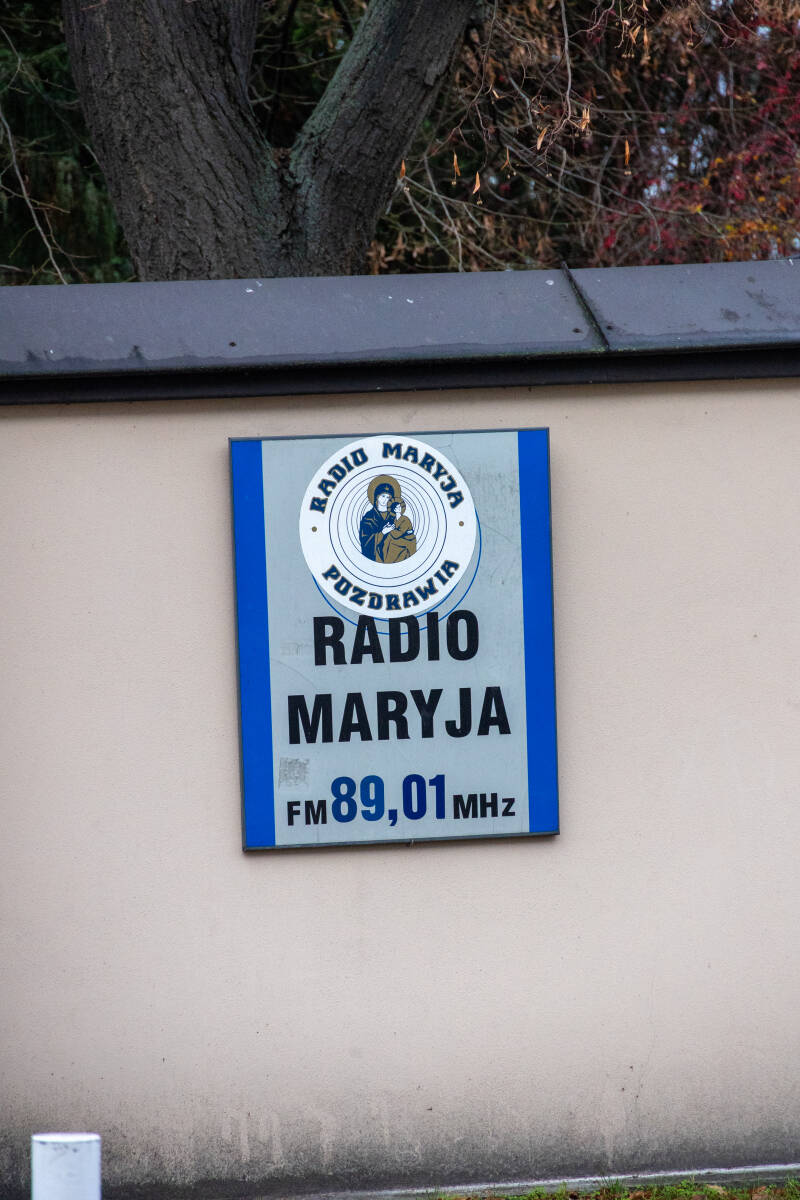 RADIO MARYJA
POZDRAWIA
RADIO
MARYJA
FM 89,01 MHz